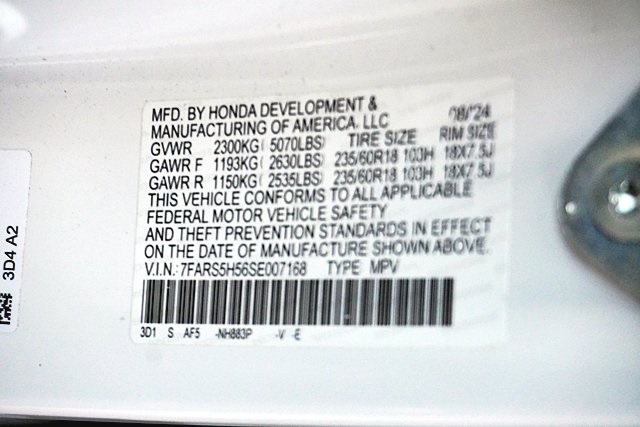 MFD. BY HONDA DEVELOPMENT & 08/24
MANUFACTURING OF AMERICA, LLC
GVWR 2300KG( 5070LBS) TIRE SIZE RIM SIZE
GAWR F 1193KG( 2630LBS) 235/60R18 103H 18X7.5J
GAWR R 1150KG( 2535LBS) 235/60R18 103H 18X7.5J
THIS VEHICLE CONFORMS TO ALL APPLICABLE
FEDERAL MOTOR VEHICLE SAFETY
AND THEFT PREVENTION STANDARDS IN EFFECT
ON THE DATE OF MANUFACTURE SHOWN ABOVE.
V.I.N.: 7FARS5H56SE007168 TYPE MPV
3D1 S AF5 -NH883P -V -E
3D4 A2